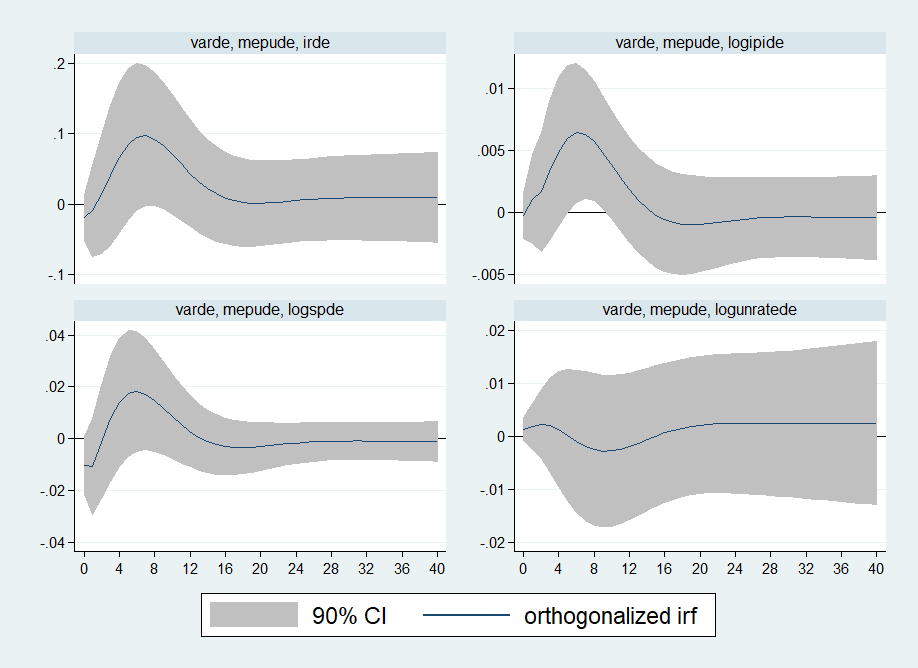 varde, mepude, irde
varde, mepude, logipide
.2
.1
0
-.1
.01
.005
0
-.005
varde, mepude, logspde
varde, mepude, logunratede
.04
.02
0
-.02
-.04
.02
.01
0
-.01
-.02
0 4 8 12 16 20 24 28 32 36 40
0 4 8 12 16 20 24 28 32 36 40
90% CI orthogonalized irf